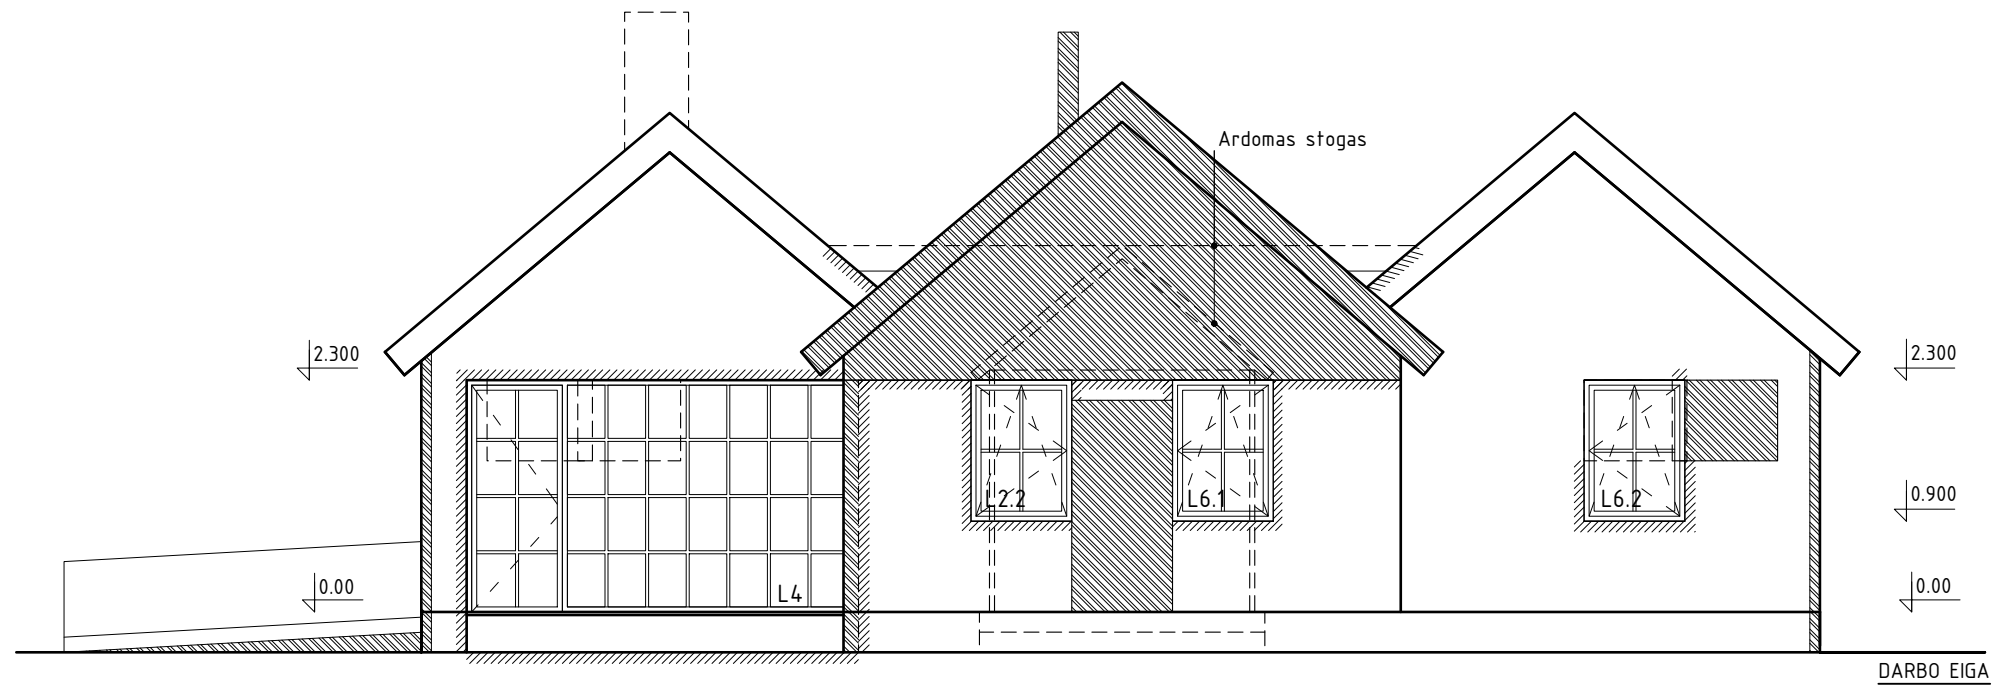 Ardomas stogas
2.300
2.300
L2.2
L6.1
L6.2
0.900
0.00
L4
0.00
DARBO EIGA